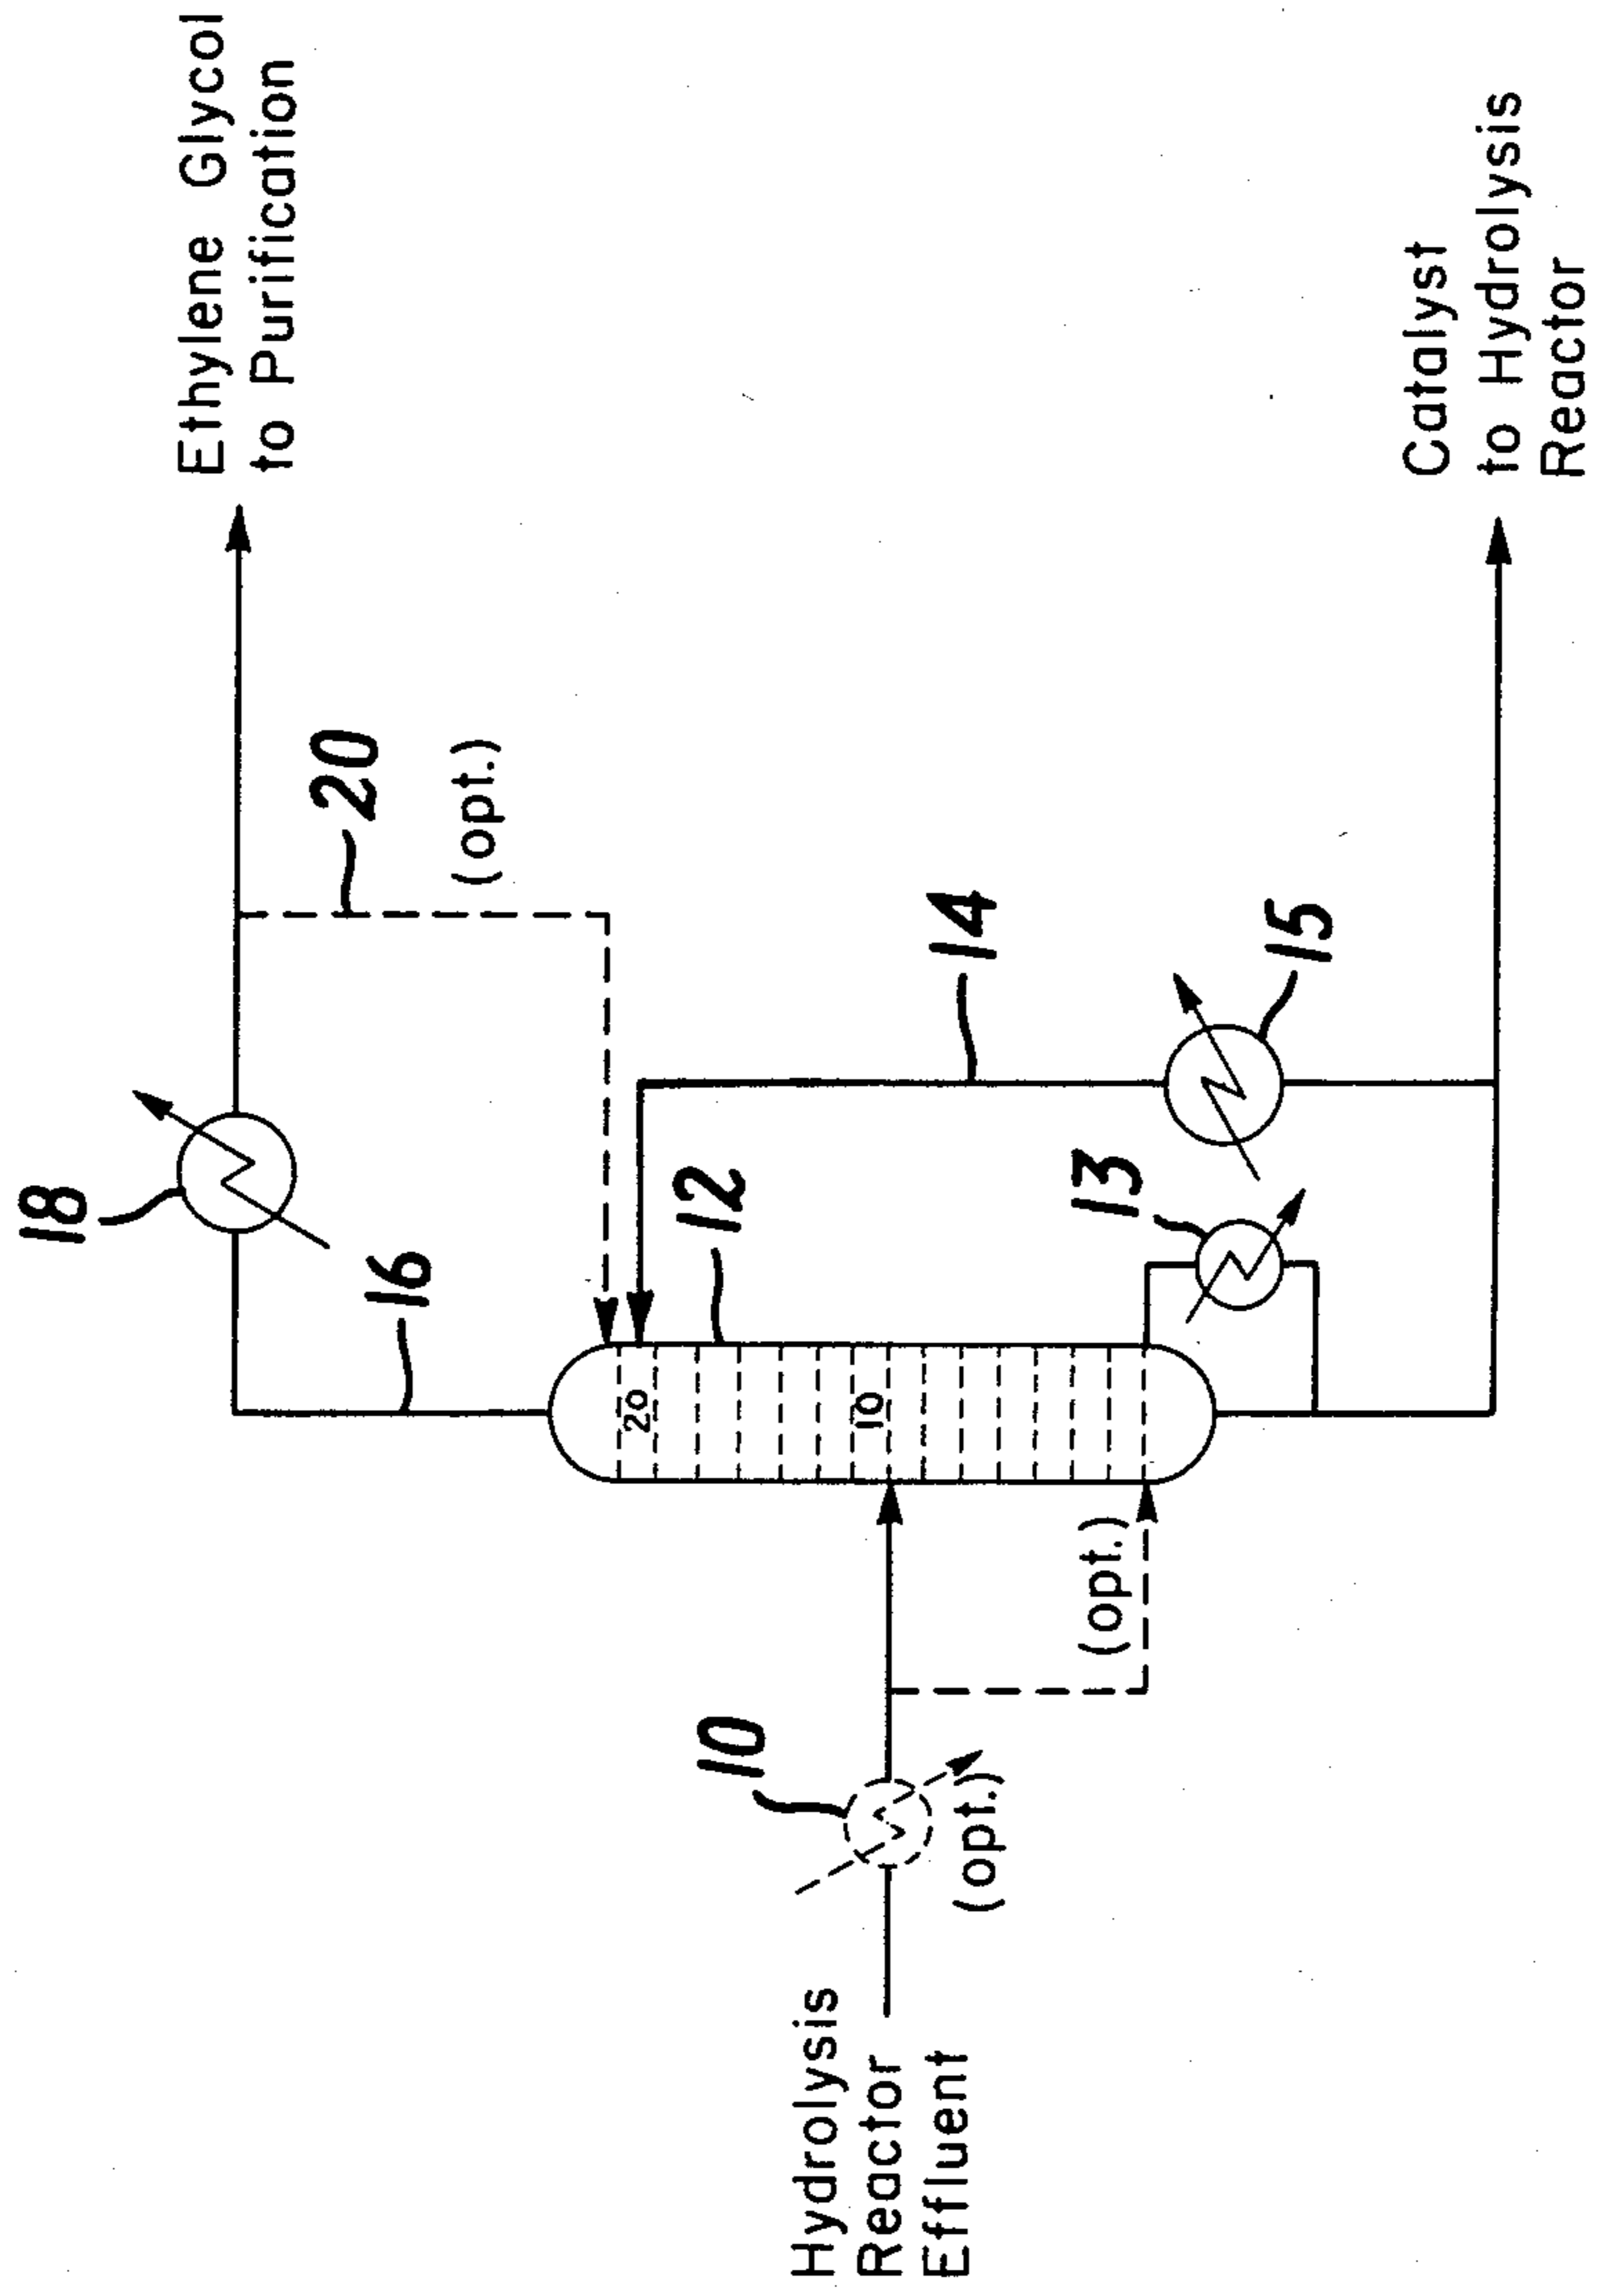 Ethylene Glycol
to Purification
18
16
20
(opt.)
12
14
20
10
13
15
10
(opt.)
(opt.)
Hydrolysis
Reactor
Effluent
Catalyst
to Hydrolysis
Reactor